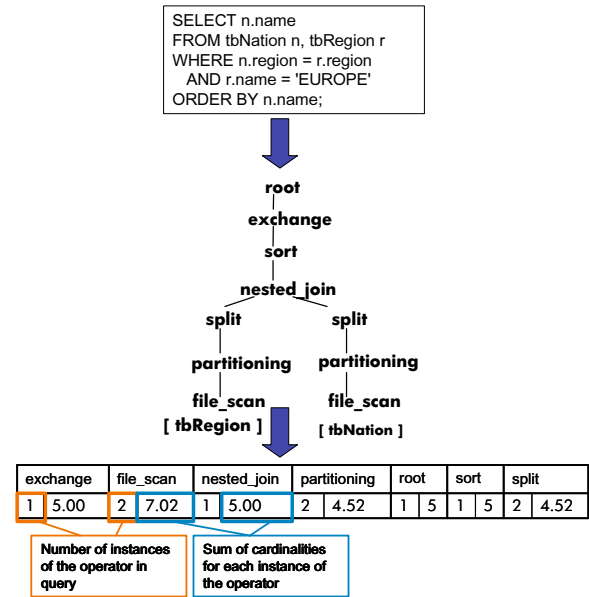 SELECT n.name
FROM tbNation n, tbRegion r
WHERE n.region = r.region
AND r.name = 'EUROPE'
ORDER BY n.name;
root
exchange
sort
nested_join
split split
partitioning partitioning
file_scan file_scan
[ tbRegion ] [ tbNation ]
exchange file_scan nested_join partitioning root sort split
1 5.00 2 7.02 1 5.00 2 4.52 1 5 1 5 2 4.52
Number of instances
of the operator in
query
Sum of cardinalities
for each instance of
the operator